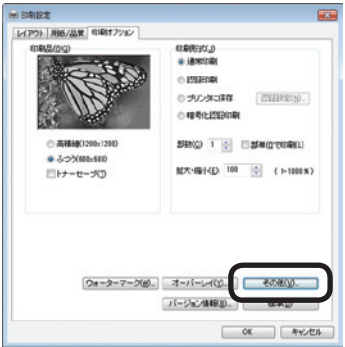 印刷設定
レイアウト 用紙/品質 印刷オプション
印刷品位(Q)
高精細(1200x1200)
ふつう(600x600)
トナーセーブ(T)
印刷形式(J)
通常印刷
認証印刷
プリンタに保存
認証設定(N)...
暗号化認証印刷
部数(C) 1 部単位で印刷(L)
拡大・縮小(E) 100 (1-1000%)
ウォーターマーク(W)... オーバーレイ(Y)... その他(V)...
バージョン情報(B)... 標準(D)
OK キャンセル